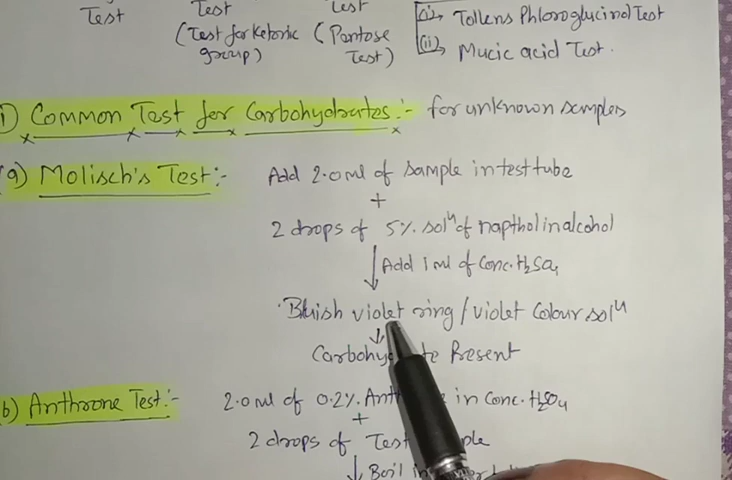 Test Test Test (i) Tollens Phloroglucinol Test
(Test for Ketonic (Pentose (ii) Mucic acid Test.
group) Test)
1) Common Test for Carbohydrates:- for unknown samples
(a) Molisch's Test:- Add 2.0 ml of sample in test tube
+
2 drops of 5% solⁿ of napthol in alcohol
Add 1 ml of Conc. H₂SO₄
Bluish violet ring / violet Colour solⁿ
Carbohydrate Present
b) Anthrone Test:- 2.0 ml of 0.2% in Conc. H₂SO₄
+
2 drops of Test
Boil in